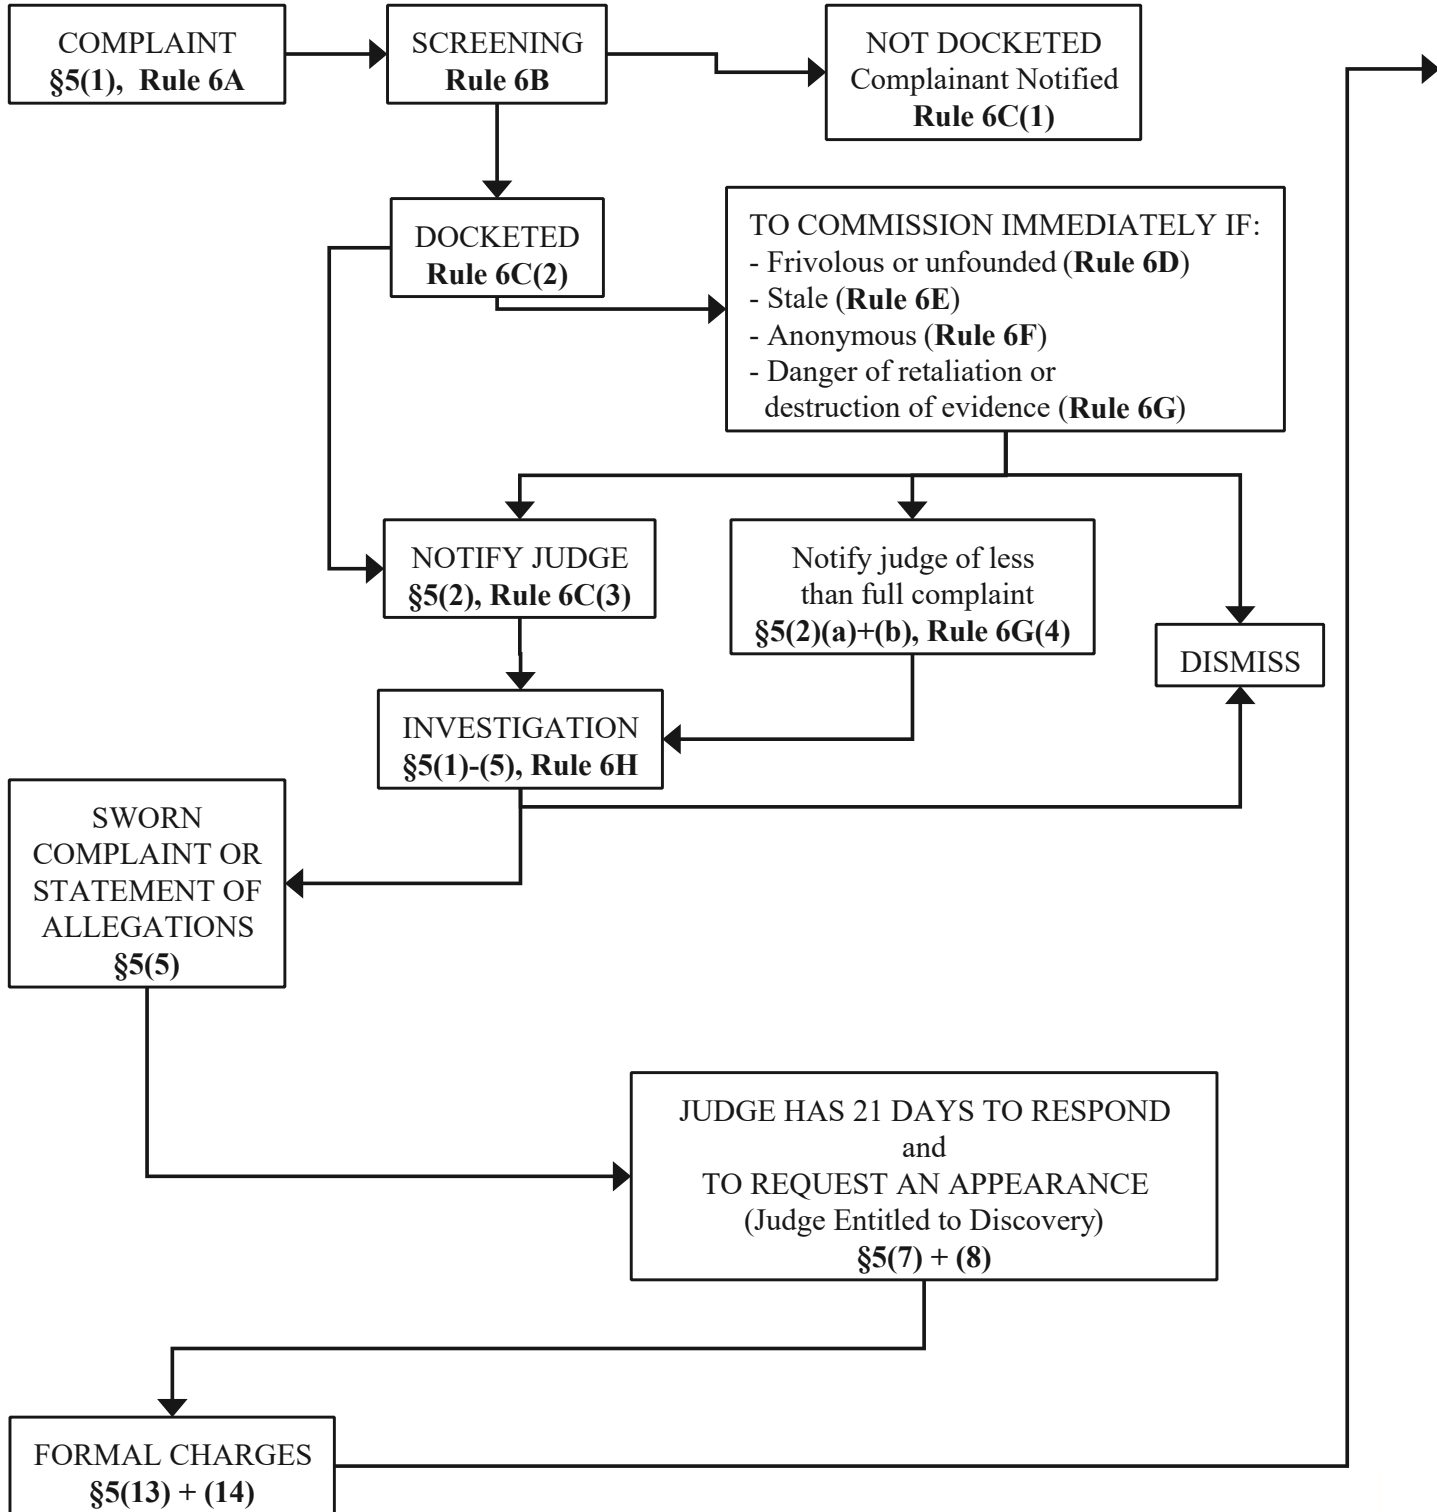 COMPLAINT
§5(1), Rule 6A
SCREENING
Rule 6B
NOT DOCKETED
Complainant Notified
Rule 6C(1)
DOCKETED
Rule 6C(2)
TO COMMISSION IMMEDIATELY IF:
- Frivolous or unfounded (Rule 6D)
- Stale (Rule 6E)
- Anonymous (Rule 6F)
- Danger of retaliation or
destruction of evidence (Rule 6G)
NOTIFY JUDGE
§5(2), Rule 6C(3)
Notify judge of less
than full complaint
§5(2)(a)+(b), Rule 6G(4)
DISMISS
INVESTIGATION
§5(1)-(5), Rule 6H
SWORN
COMPLAINT OR
STATEMENT OF
ALLEGATIONS
§5(5)
JUDGE HAS 21 DAYS TO RESPOND
and
TO REQUEST AN APPEARANCE
(Judge Entitled to Discovery)
§5(7) + (8)
FORMAL CHARGES
§5(13) + (14)